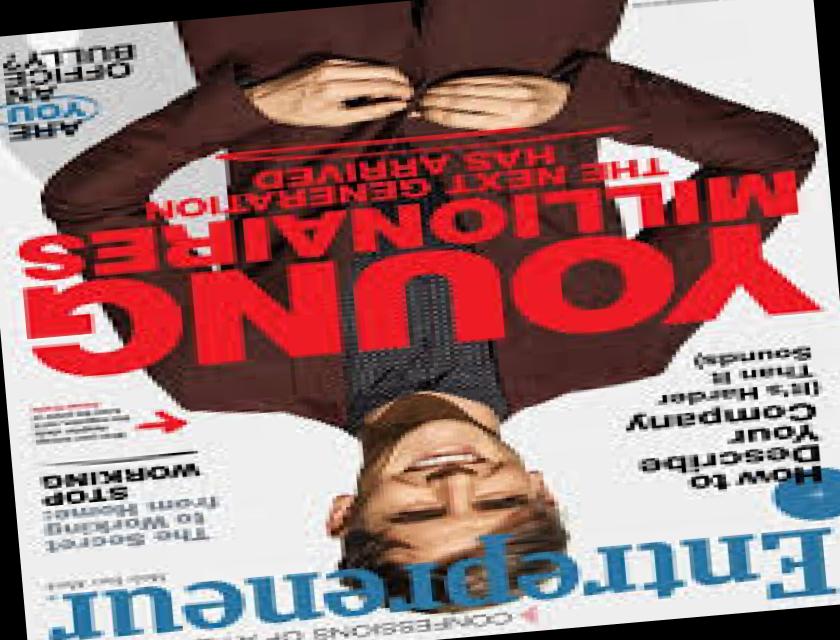 CONFESSIONS OF A
Entrepreneur
How to
Describe
Your
Company
(It's Harder
Than It
Sounds)
The Secret
to Working
from Home:
STOP
WORKING
YOUNG
MILLIONAIRES
THE NEXT GENERATION
HAS ARRIVED
ARE
YOU
AN
OFFICE
BULLY?